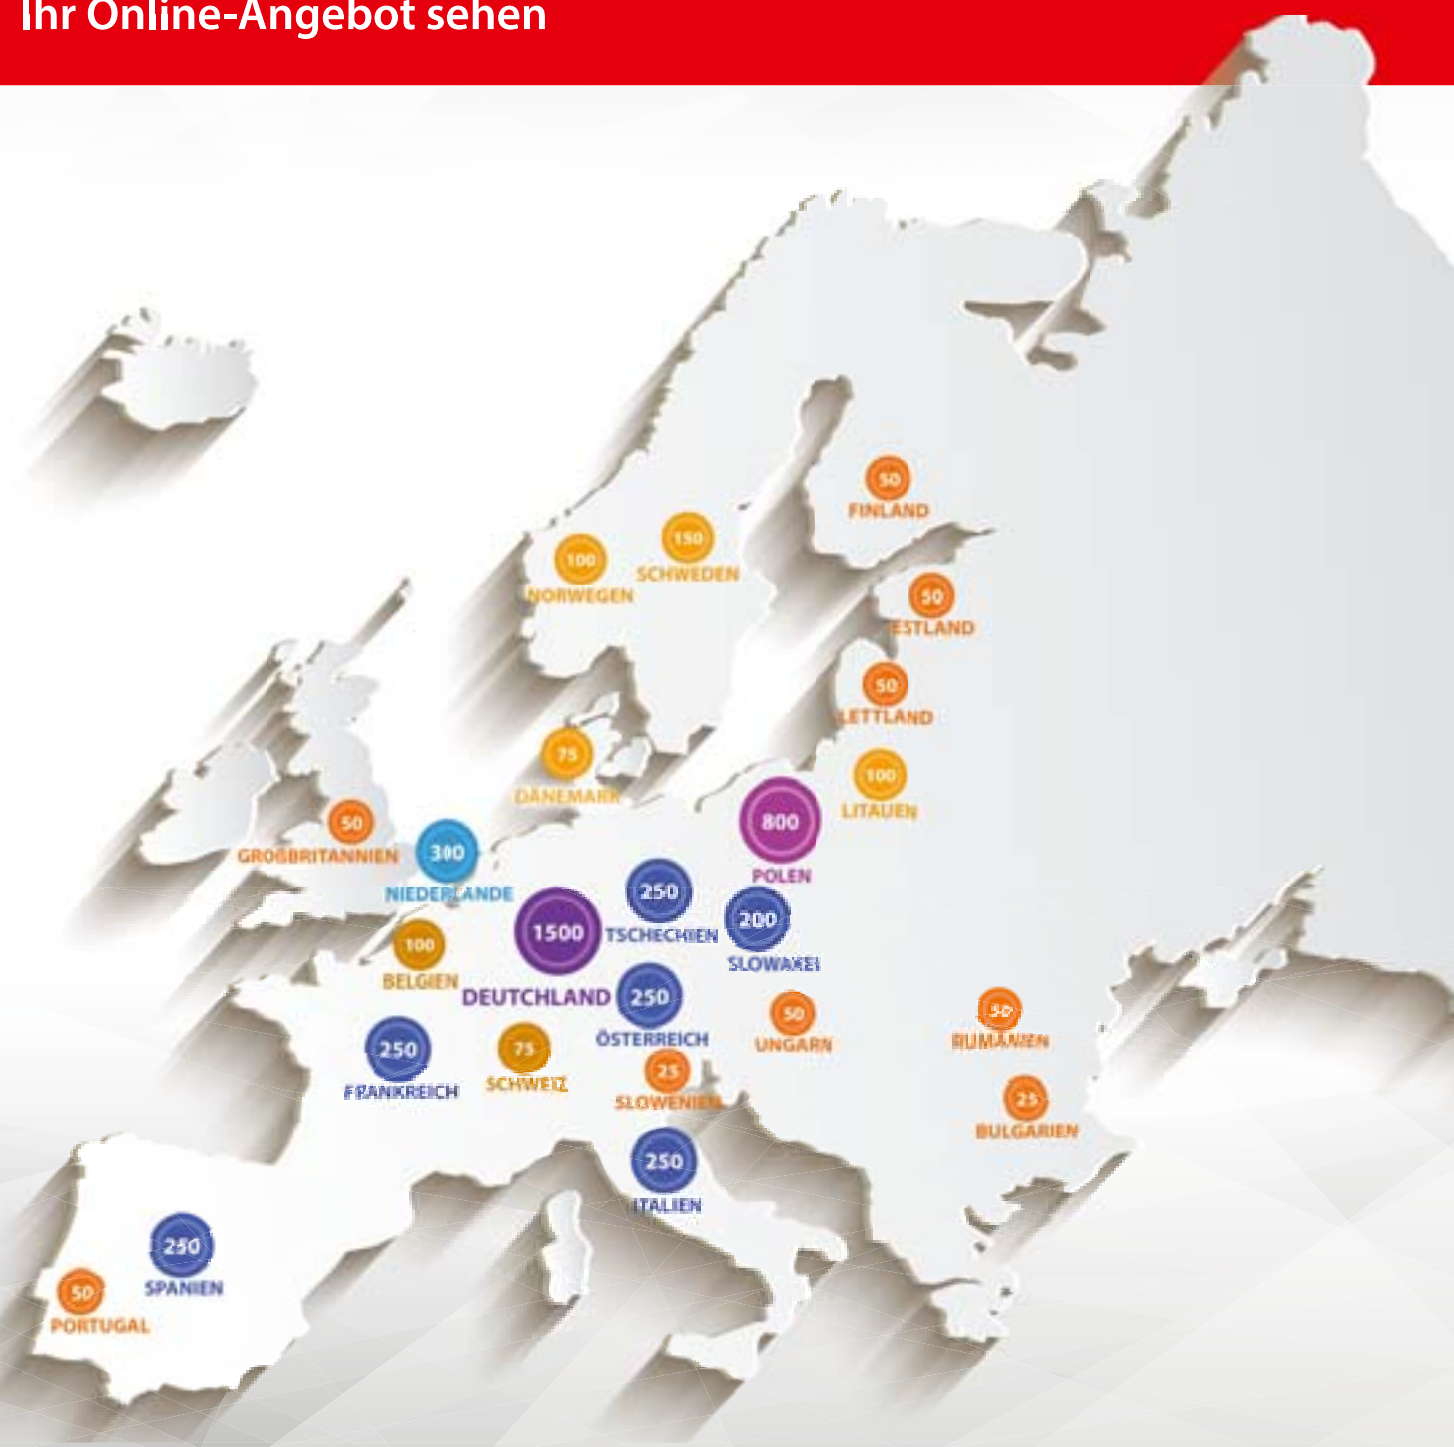 Ihr Online-Angebot sehen
50
FINLAND
150
SCHWEDEN
100
NORWEGEN
50
ESTLAND
50
LETTLAND
75
DÄNEMARK
100
LITAUEN
800
POLEN
50
GROßBRITANNIEN
300
NIEDERLANDE
250
TSCHECHIEN
200
SLOWAKEI
1500
DEUTCHLAND
100
BELGIEN
250
ÖSTERREICH
50
UNGARN
50
RUMÄNIEN
250
FRANKREICH
75
SCHWEIZ
25
SLOWENIEN
25
BULGARIEN
250
ITALIEN
250
SPANIEN
50
PORTUGAL